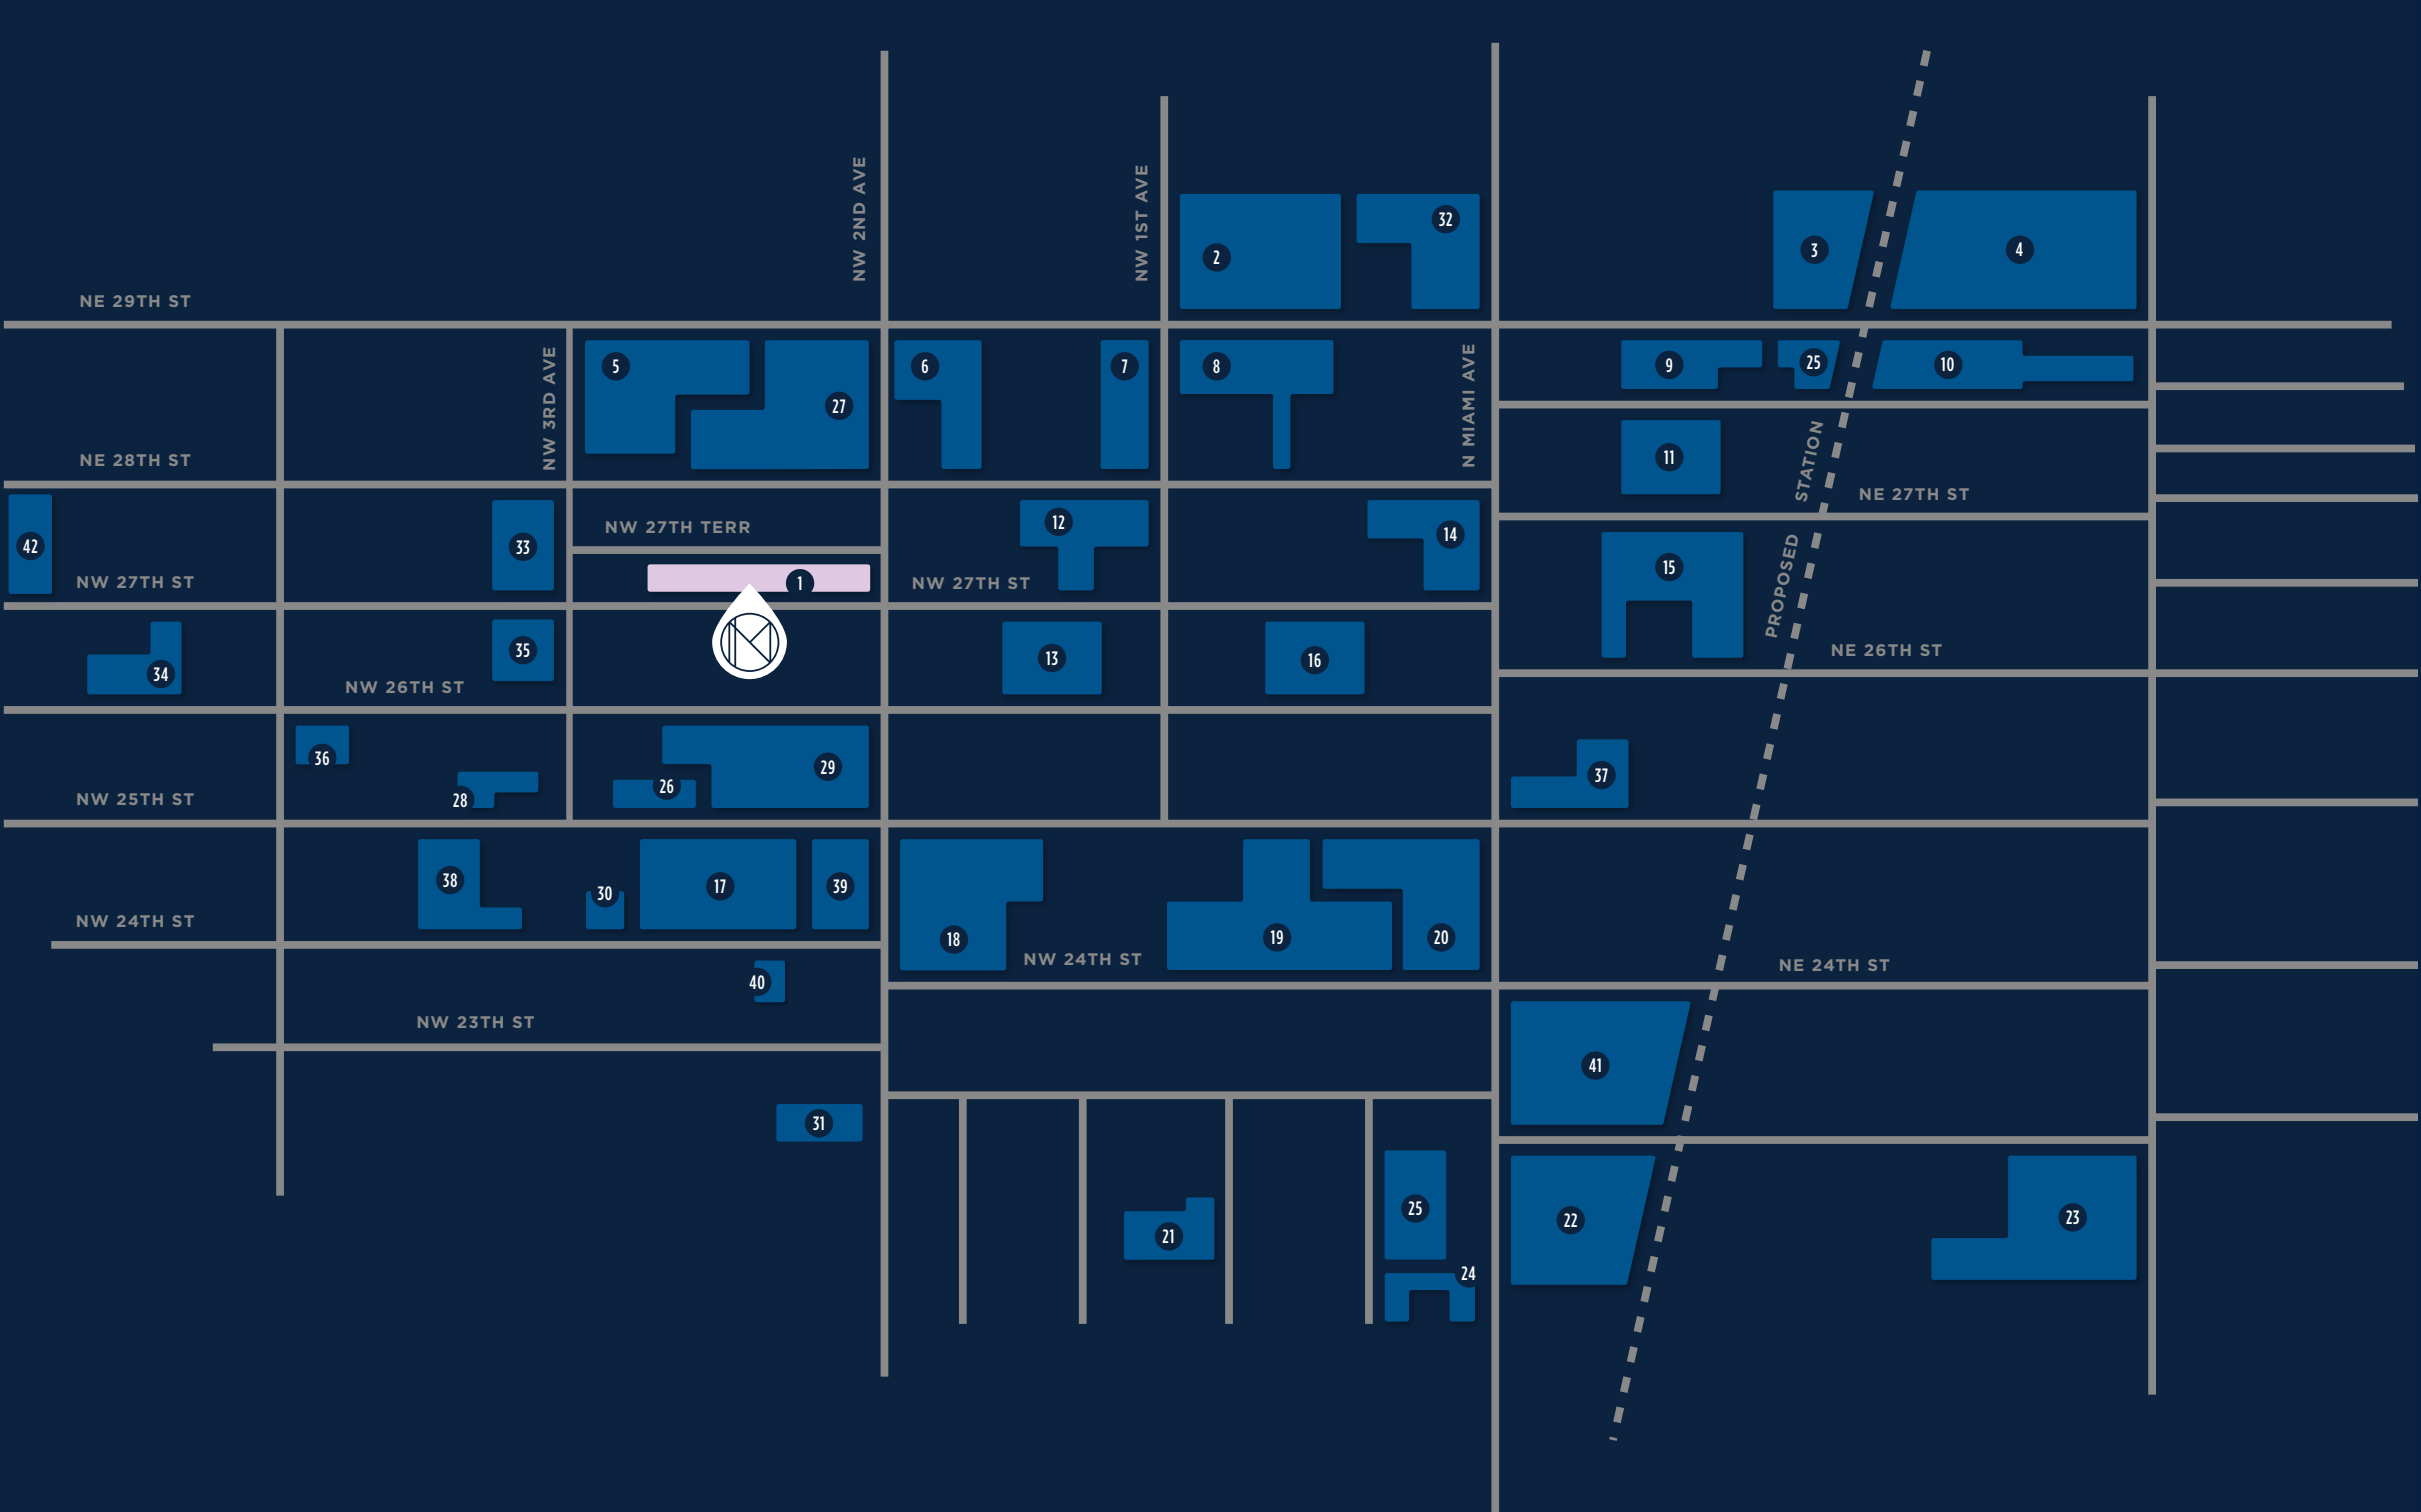 NW 2ND AVE
NW 1ST AVE
32
2
3
4
NE 29TH ST
NW 3RD AVE
5
27
6
7
8
N MIAMI AVE
9
25
10
NE 28TH ST
11
STATION
NE 27TH ST
42
33
NW 27TH TERR
12
14
15
NW 27TH ST
1
NW 27TH ST
PROPOSED
34
35
13
16
NE 26TH ST
NW 26TH ST
36
28
26
29
37
NW 25TH ST
38
30
17
39
18
19
20
NW 24TH ST
NW 24TH ST
NE 24TH ST
40
NW 23TH ST
41
31
21
25
22
23
24